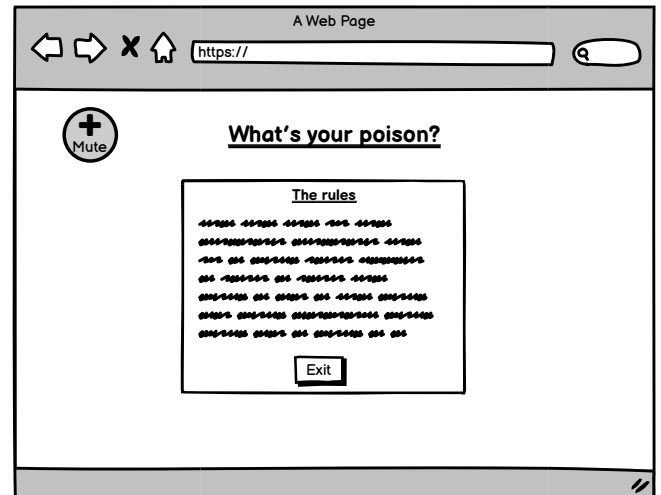 A Web Page
https://
Mute
What's your poison?
The rules
Exit